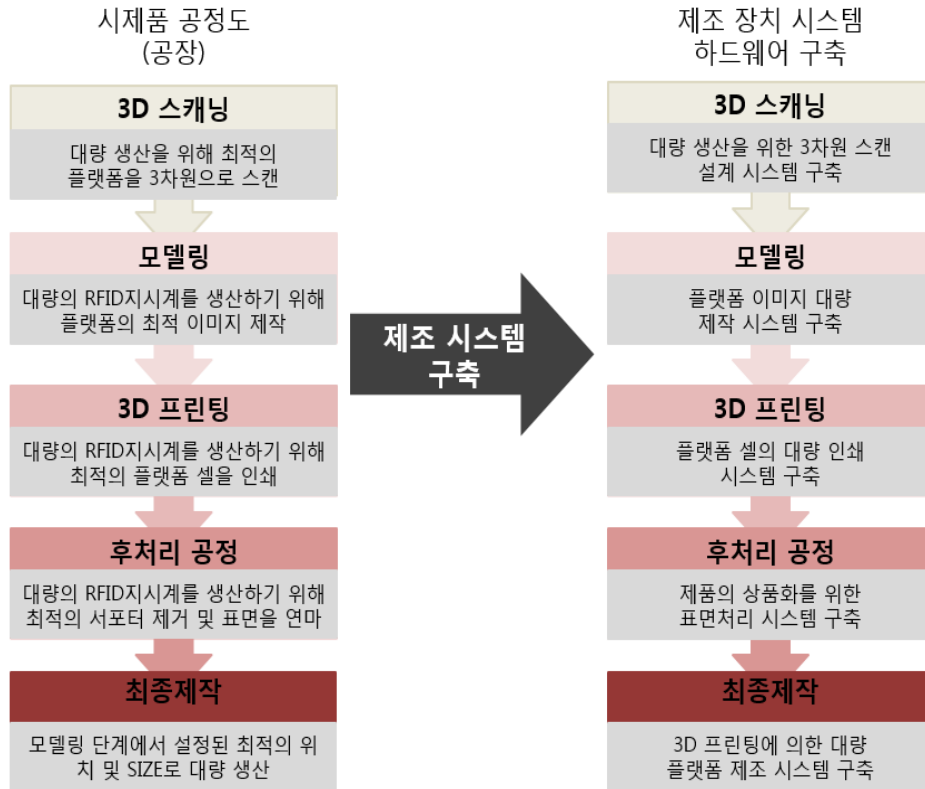 시제품 공정도
(공장)
3D 스캐닝
대량 생산을 위해 최적의
플랫폼을 3차원으로 스캔
모델링
대량의 RFID지시계를 생산하기 위해
플랫폼의 최적 이미지 제작
3D 프린팅
대량의 RFID지시계를 생산하기 위해
최적의 플랫폼 셀을 인쇄
후처리 공정
대량의 RFID지시계를 생산하기 위해
최적의 서포터 제거 및 표면을 연마
최종제작
모델링 단계에서 설정된 최적의 위
치 및 SIZE로 대량 생산
제조 시스템
구축
제조 장치 시스템
하드웨어 구축
3D 스캐닝
대량 생산을 위한 3차원 스캔
설계 시스템 구축
모델링
플랫폼 이미지 대량
제작 시스템 구축
3D 프린팅
플랫폼 셀의 대량 인쇄
시스템 구축
후처리 공정
제품의 상품화를 위한
표면처리 시스템 구축
최종제작
3D 프린팅에 의한 대량
플랫폼 제조 시스템 구축